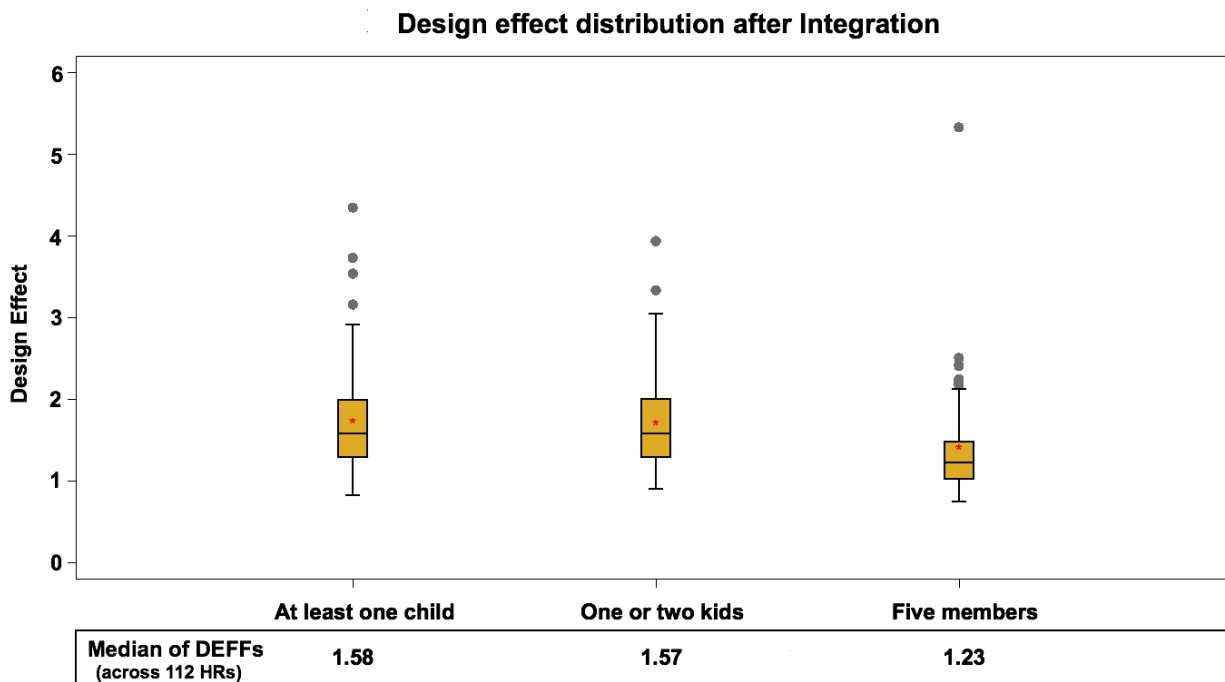 Design effect distribution after Integration
6
5
4
3
2
1
0
Design Effect
At least one child One or two kids Five members
Median of DEFFs 1.58 1.57 1.23
(across 112 HRs)